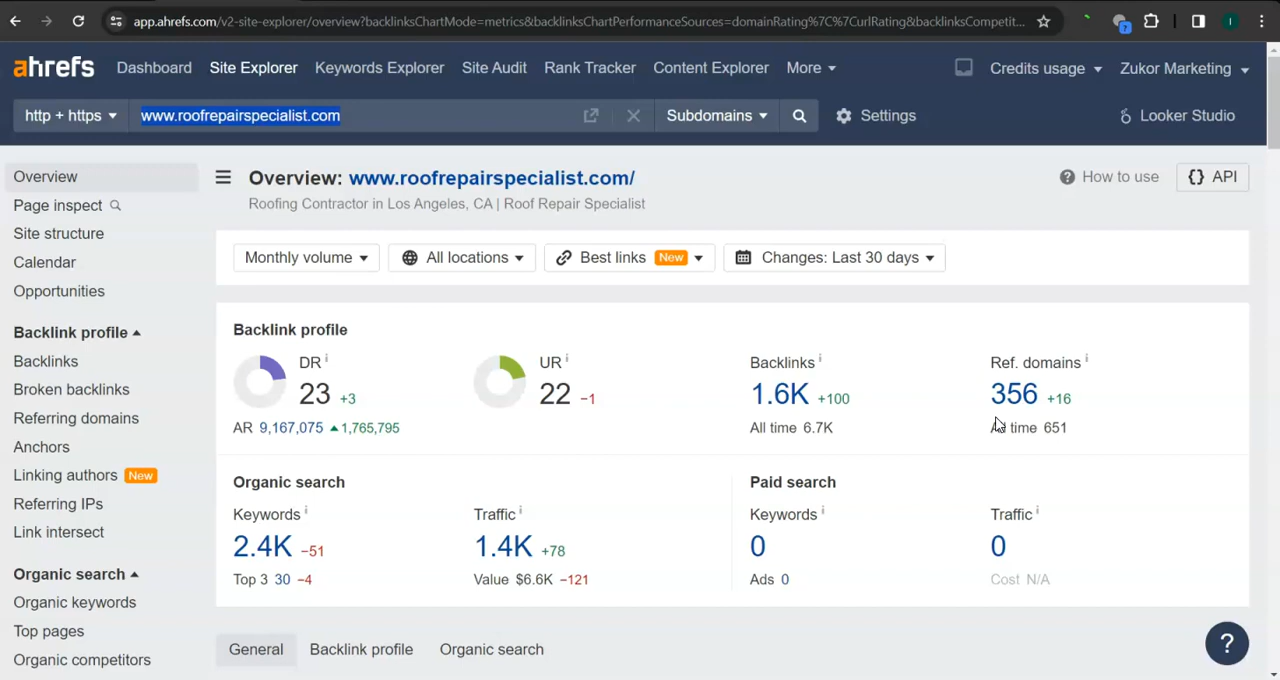 app.ahrefs.com/v2-site-explorer/overview?backlinksChartMode=metrics&backlinksChartPerformanceSources=domainRating%7C%7CurlRating&backlinksCompetit...
ahrefs Dashboard Site Explorer Keywords Explorer Site Audit Rank Tracker Content Explorer More Credits usage Zukor Marketing
http + https www.roofrepairspecialist.com Subdomains Settings Looker Studio
Overview
Page inspect
Site structure
Calendar
Opportunities
Backlink profile
Backlinks
Broken backlinks
Referring domains
Anchors
Linking authors New
Referring IPs
Link intersect
Organic search
Organic keywords
Top pages
Organic competitors
Overview: www.roofrepairspecialist.com/ How to use {} API
Roofing Contractor in Los Angeles, CA | Roof Repair Specialist
Monthly volume All locations Best links New Changes: Last 30 days
Backlink profile
DR UR Backlinks Ref. domains
23 +3 22 −1 1.6K +100 356 +16
AR 9,167,075 1,765,795 All time 6.7K All time 651
Organic search Paid search
Keywords Traffic Keywords Traffic
2.4K −51 1.4K +78 0 0
Top 3 30 −4 Value $6.6K −121 Ads 0 Cost N/A
General Backlink profile Organic search
?